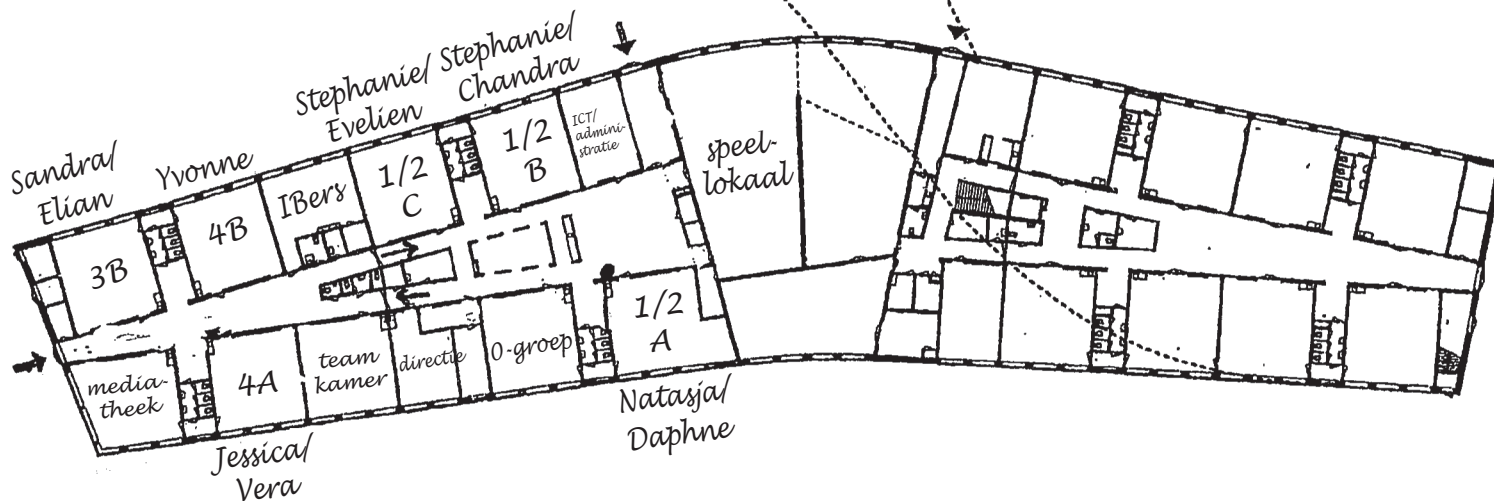 Sandra/
Elian
Yvonne
Stephanie/
Evelien
Stephanie/
Chandra
3B
4B
IBers
1/2
C
1/2
B
ICT/
admini-
stratie
speel-
lokaal
media-
theek
4A
team
kamer
directie
0-groep
1/2
A
Jessica/
Vera
Natasja/
Daphne